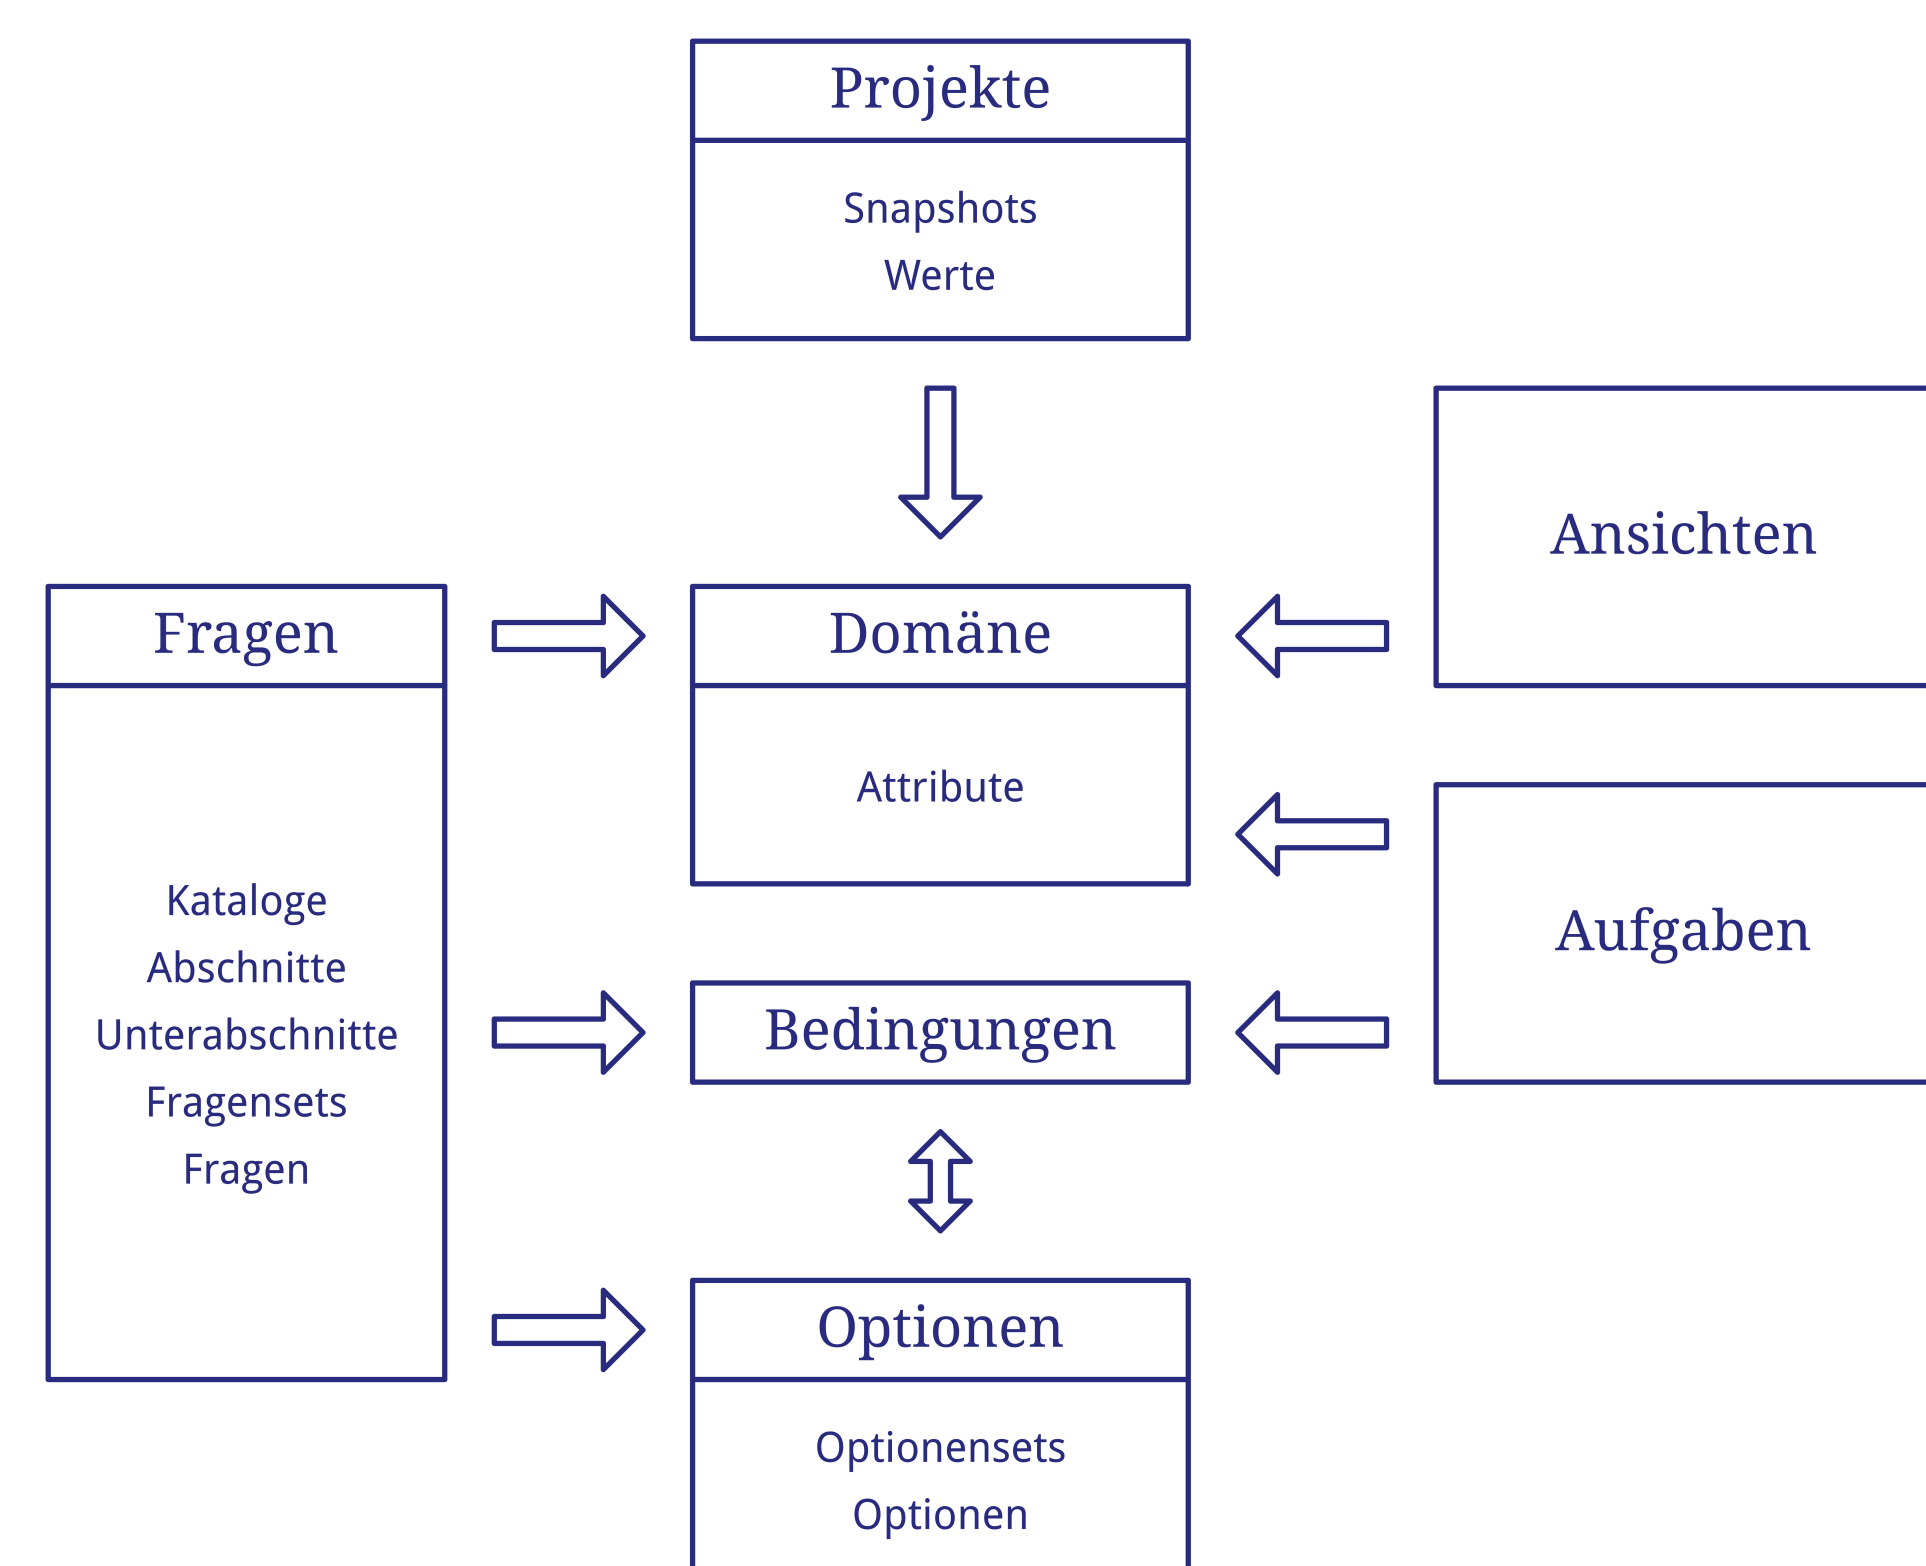 Projekte
Snapshots
Werte
Ansichten
Fragen
Domäne
Attribute
Kataloge
Abschnitte
Unterabschnitte
Fragensets
Fragen
Aufgaben
Bedingungen
Optionen
Optionensets
Optionen